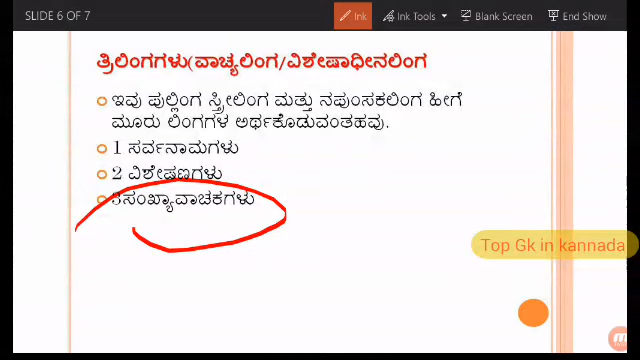 SLIDE 6 OF 7
Ink
Ink Tools
Blank Screen
End Show
ತ್ರಿಲಿಂಗಗಳು(ವಾಚ್ಯಲಿಂಗ/ವಿಶೇಷಾಧೀನಲಿಂಗ
ಇವು ಪುಲ್ಲಿಂಗ ಸ್ತ್ರೀಲಿಂಗ ಮತ್ತು ನಪುಂಸಕಲಿಂಗ ಹೀಗೆ
ಮೂರು ಲಿಂಗಗಳ ಅರ್ಥಕೊಡುವಂತಹವು.
1 ಸರ್ವನಾಮಗಳು
2 ವಿಶೇಷಣಗಳು
3ಸಂಖ್ಯಾವಾಚಕಗಳು
Top Gk in kannada